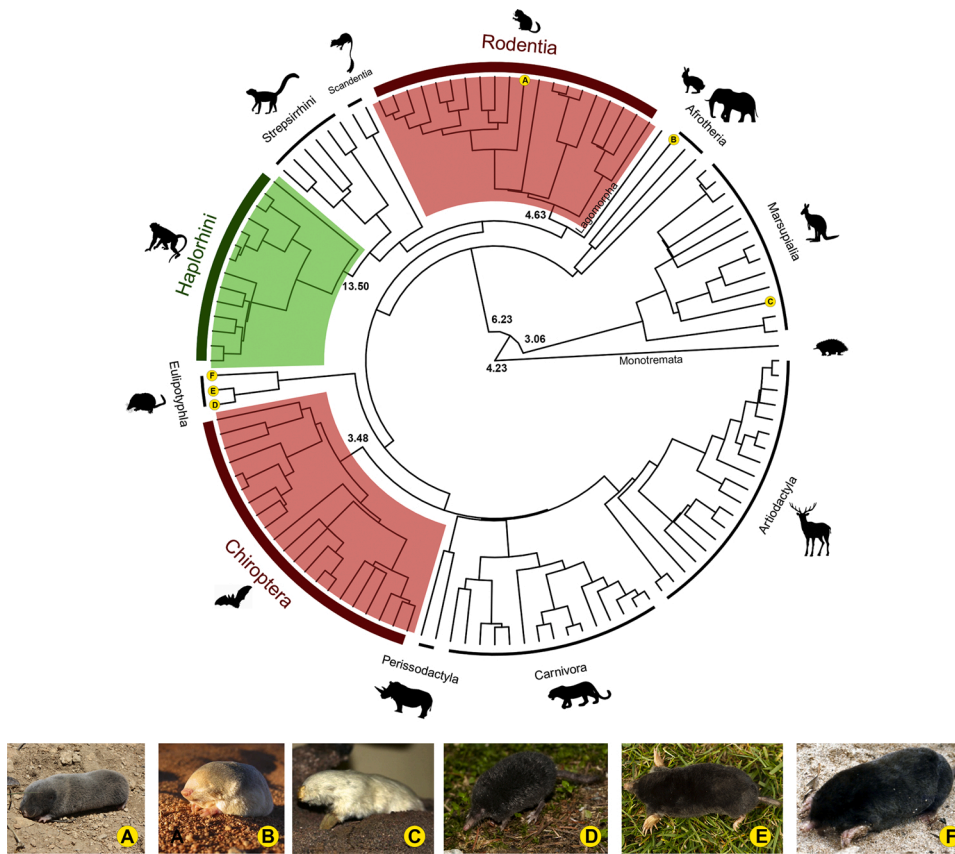 Rodentia
A
Scandentia
Strepsirrhini
Afrotheria
B
agomorpha
4.63
Marsupialia
Haplorhini
13.50
C
6.23
3.06
Monotremata
4.23
Eulipotyphla
F
E
D
3.48
Artiodactyla
Chiroptera
Perissodactyla
Carnivora
A
A
B
C
D
E
F